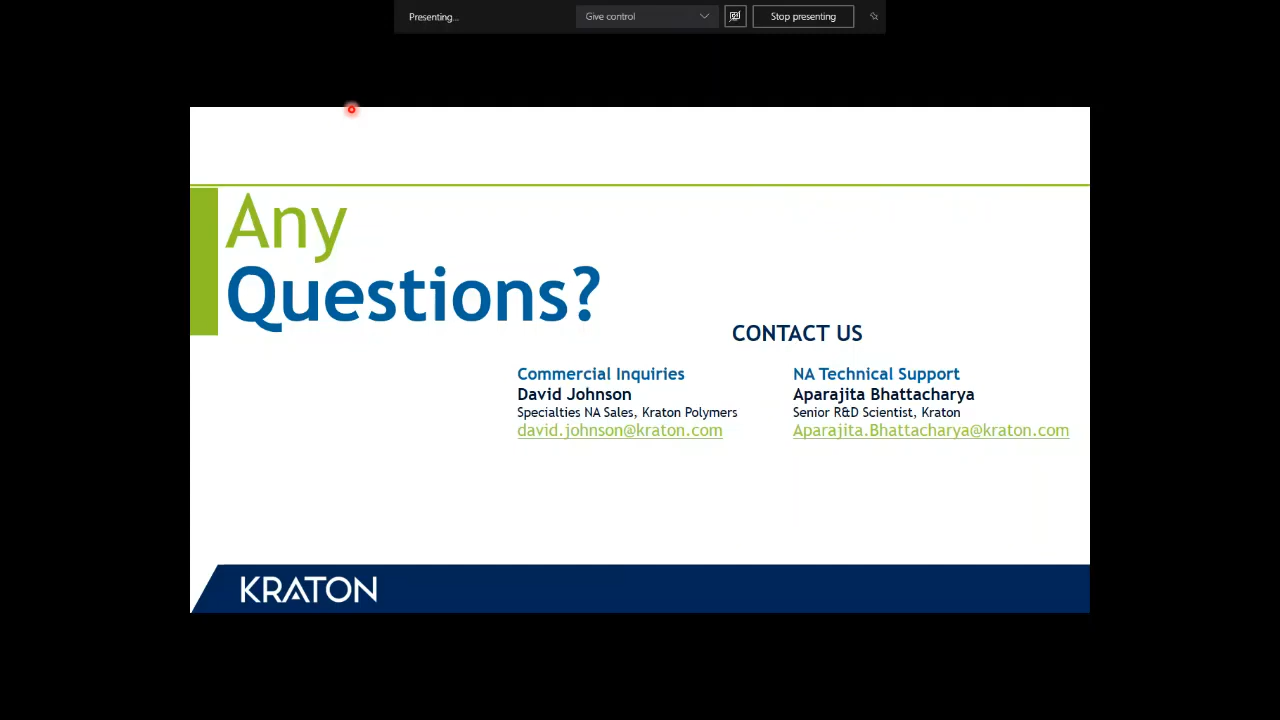 Presenting...
Give control
Stop presenting
Any
Questions?
CONTACT US
Commercial Inquiries
David Johnson
Specialties NA Sales, Kraton Polymers
david.johnson@kraton.com
NA Technical Support
Aparajita Bhattacharya
Senior R&D Scientist, Kraton
Aparajita.Bhattacharya@kraton.com
KRATON